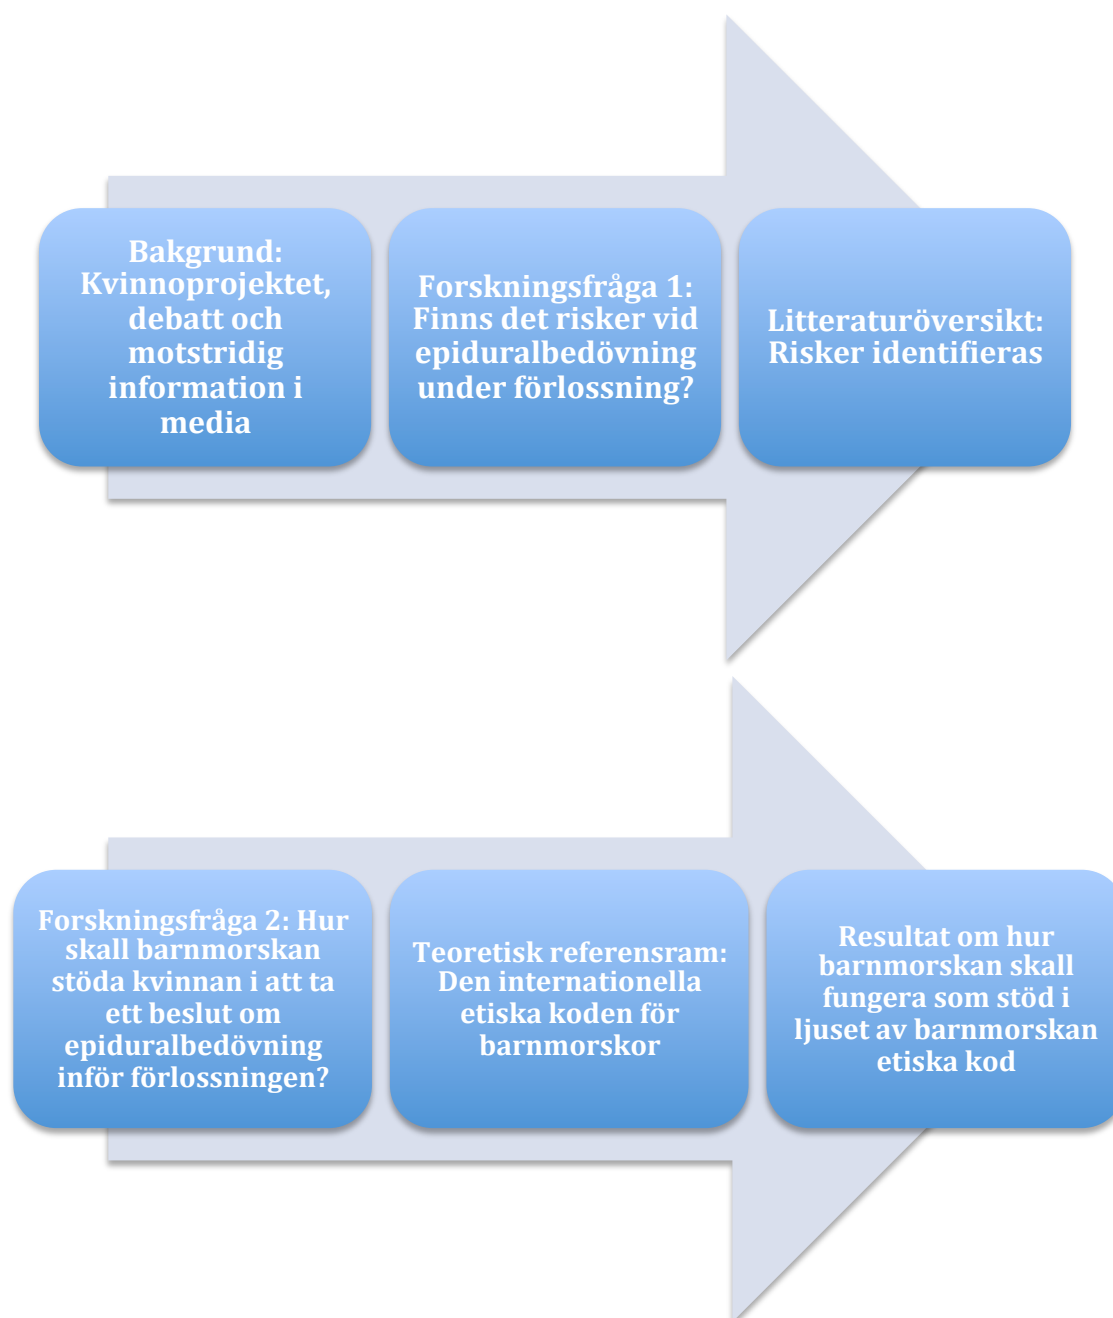 Bakgrund:
Kvinnoprojektet,
debatt och
motstridig
information i
media
Forskningsfråga 1:
Finns det risker vid
epiduralbedövning
under förlossning?
Litteraturöversikt:
Risker identifieras
Forskningsfråga 2: Hur
skall barnmorskan
stöda kvinnan i att ta
ett beslut om
epiduralbedövning
inför förlossningen?
Teoretisk referensram:
Den internationella
etiska koden för
barnmorskor
Resultat om hur
barnmorskan skall
fungera som stöd i
ljuset av barnmorskan
etiska kod